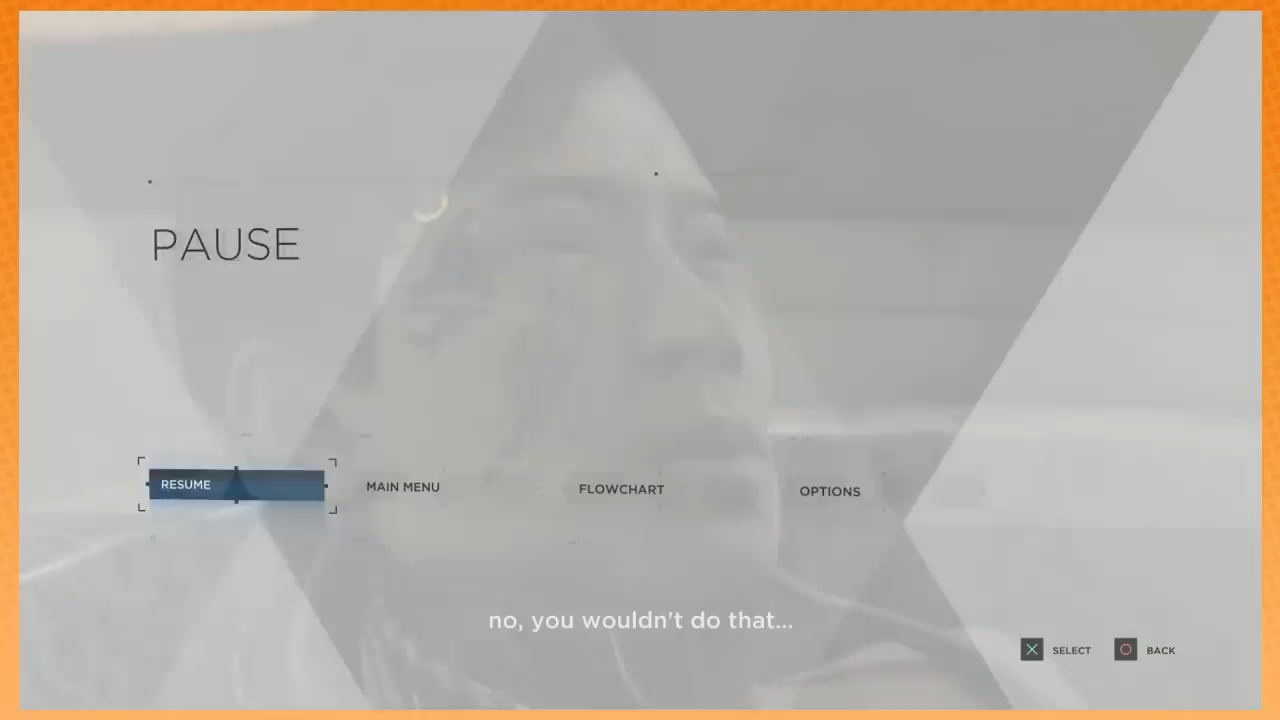 PAUSE
RESUME
MAIN MENU
FLOWCHART
OPTIONS
no, you wouldn't do that...
SELECT
BACK